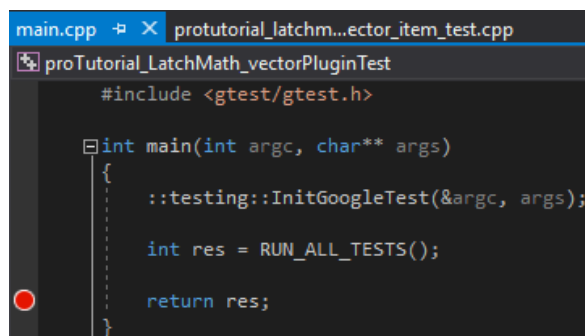 main.cpp protutorial_latchm...ector_item_test.cpp
proTutorial_LatchMath_vectorPluginTest
#include <gtest/gtest.h>
int main(int argc, char** args)
{
::testing::InitGoogleTest(&argc, args);
int res = RUN_ALL_TESTS();
return res;
}